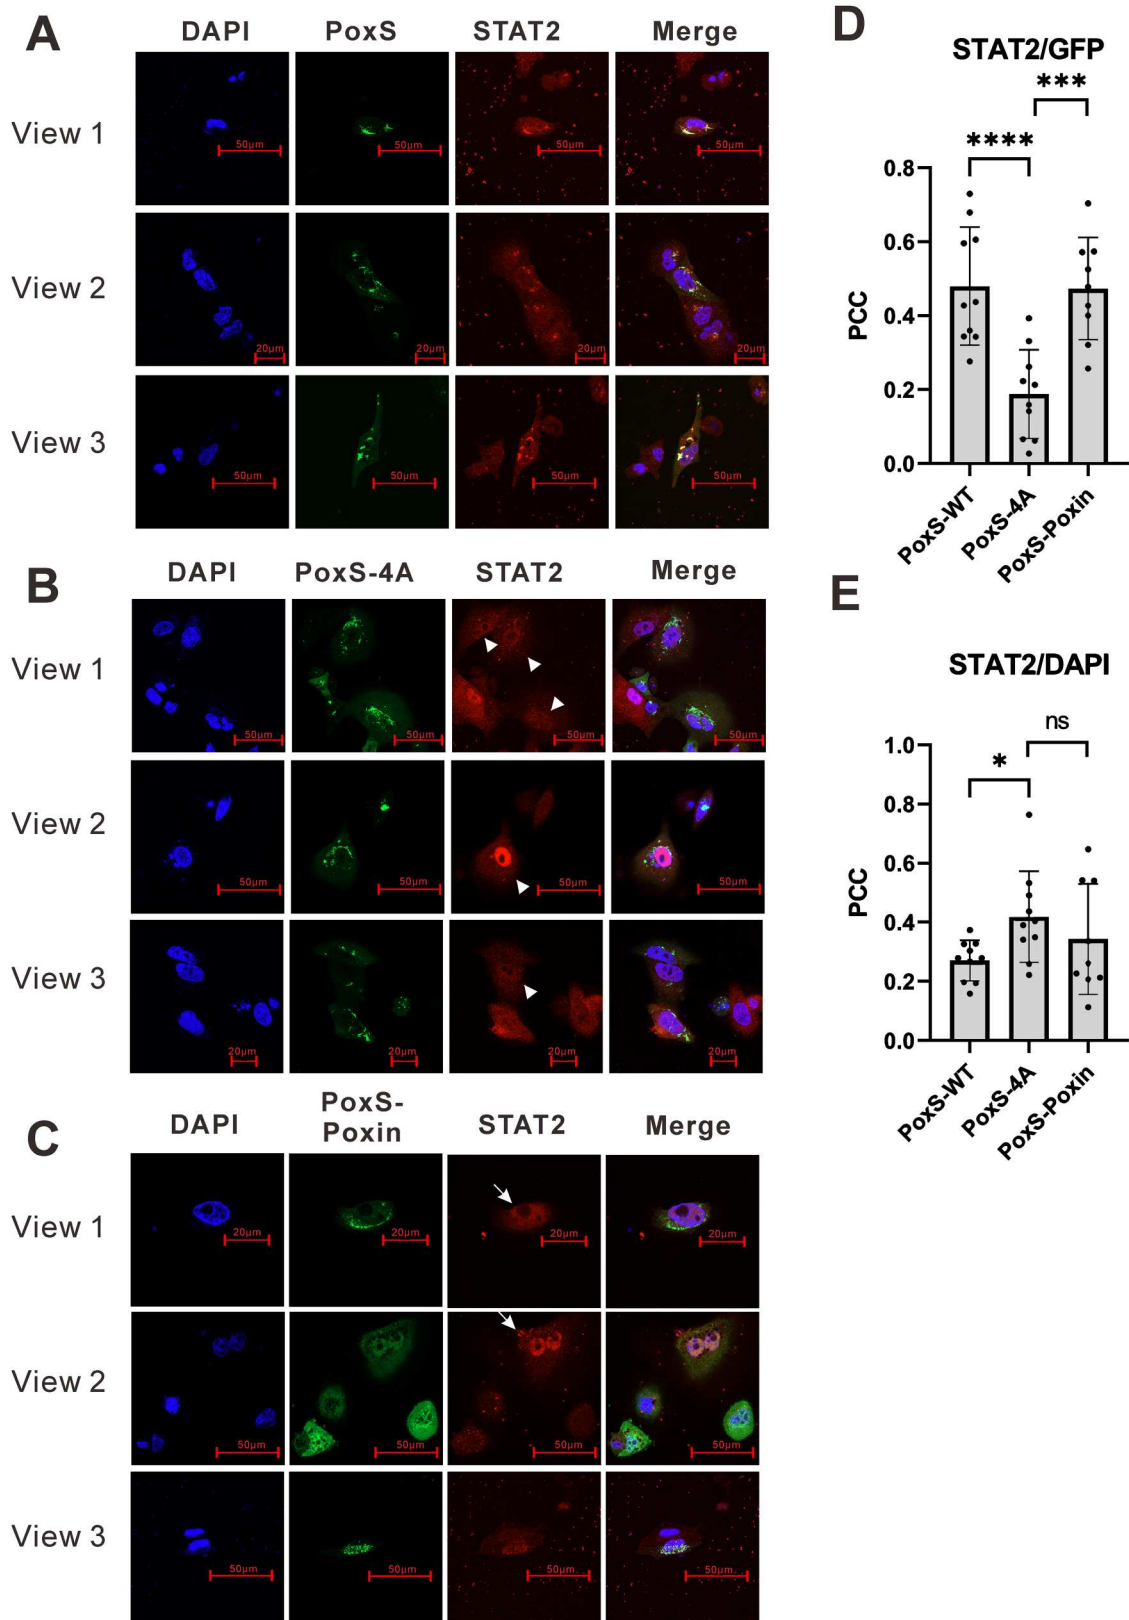 A
DAPI PoxS STAT2 Merge
View 1
50μm 50μm 50μm 50μm
View 2
20μm 20μm 20μm 20μm
View 3
50μm 50μm 50μm 50μm
B
DAPI PoxS-4A STAT2 Merge
View 1
50μm 50μm 50μm 50μm
View 2
50μm 50μm 50μm 50μm
View 3
20μm 20μm 20μm 20μm
C
DAPI PoxS-Poxin STAT2 Merge
View 1
20μm 20μm 20μm 20μm
View 2
50μm 50μm 50μm 50μm
View 3
50μm 50μm 50μm 50μm
D
STAT2/GFP
***
****
0.8
0.6
0.4
0.2
0.0
PCC
PoxS-WT
PoxS-4A
PoxS-Poxin
E
STAT2/DAPI
ns
*
1.0
0.8
0.6
0.4
0.2
0.0
PCC
PoxS-WT
PoxS-4A
PoxS-Poxin